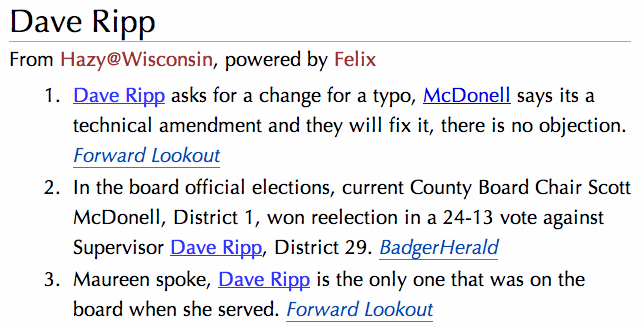 Dave Ripp
From Hazy@Wisconsin, powered by Felix
1. Dave Ripp asks for a change for a typo, McDonell says its a
technical amendment and they will fix it, there is no objection.
Forward Lookout
2. In the board official elections, current County Board Chair Scott
McDonell, District 1, won reelection in a 24-13 vote against
Supervisor Dave Ripp, District 29. BadgerHerald
3. Maureen spoke, Dave Ripp is the only one that was on the
board when she served. Forward Lookout